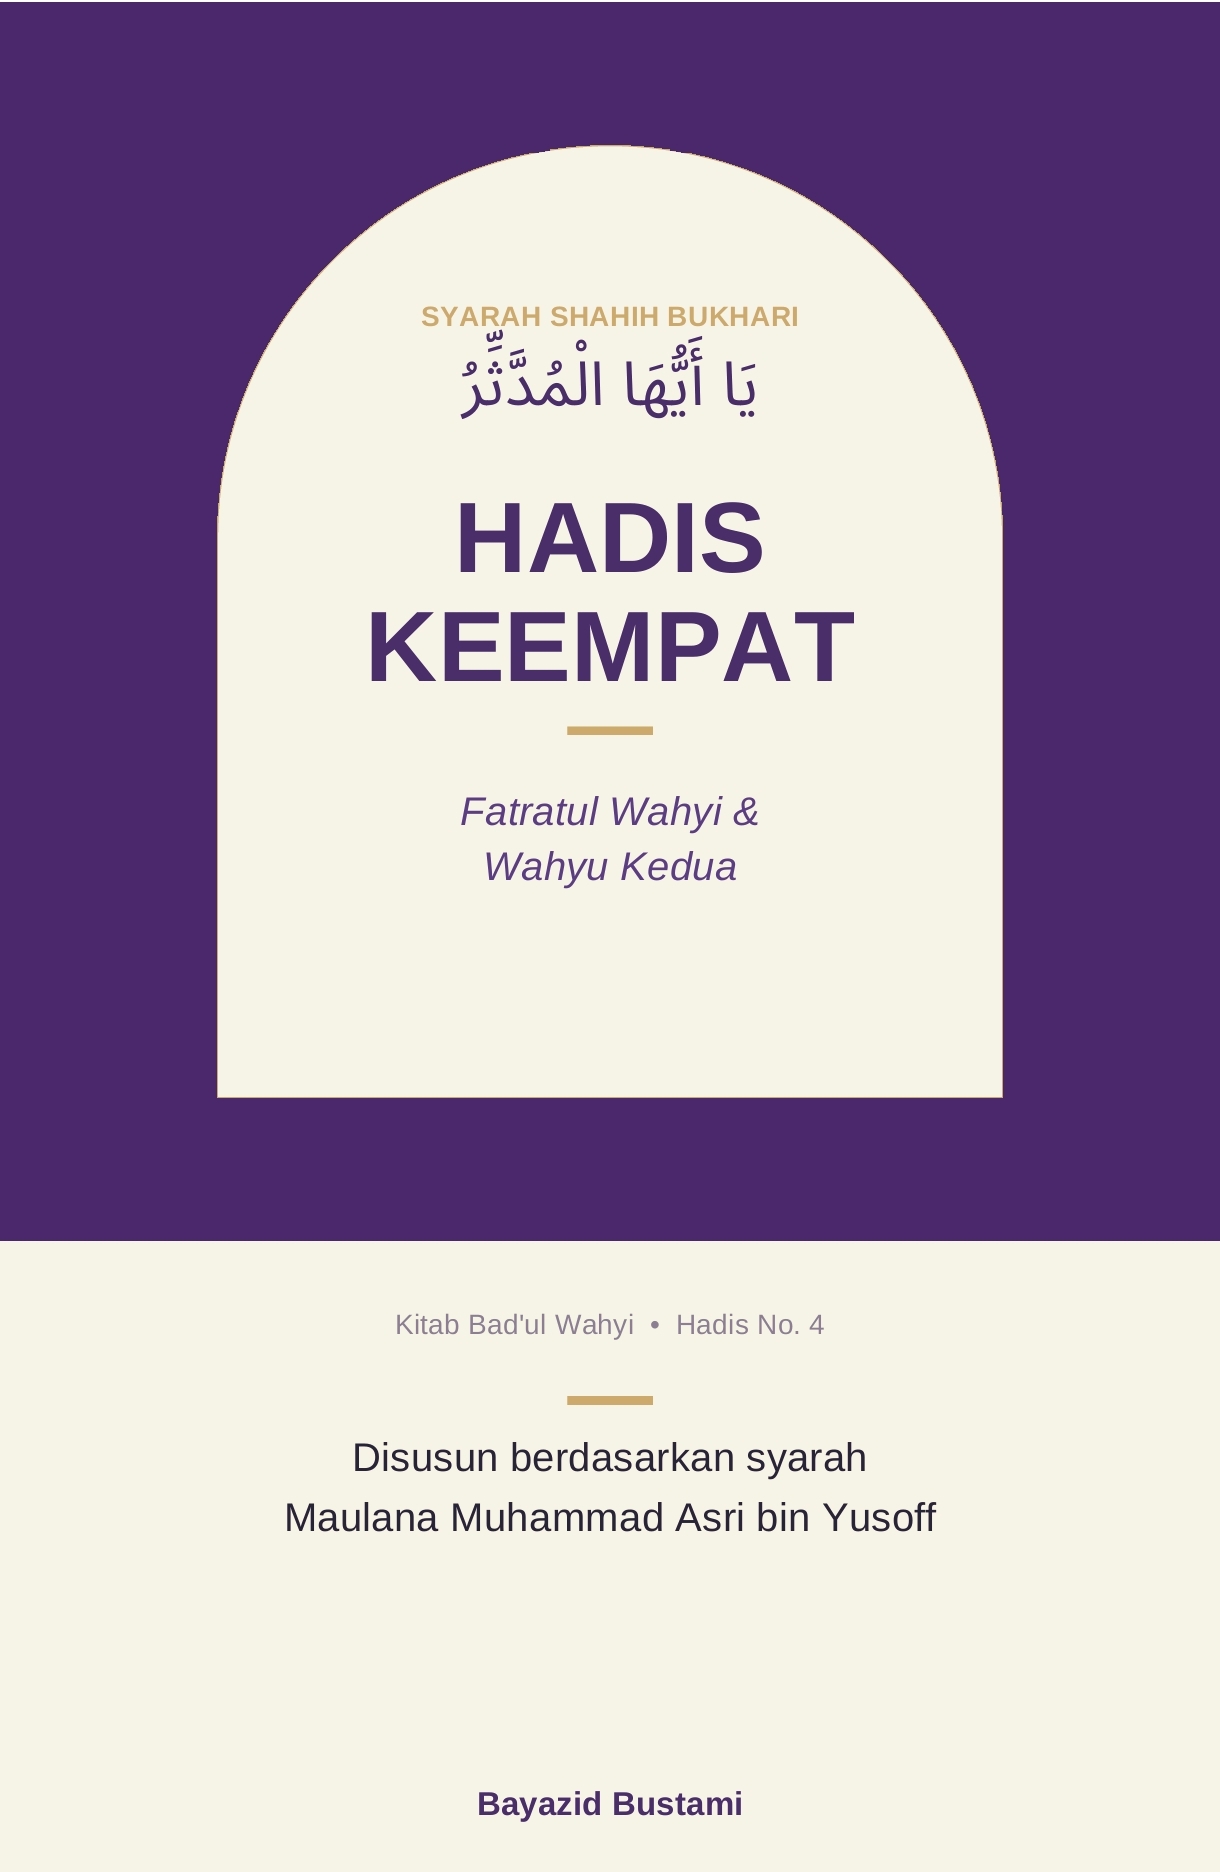 SYARAH SHAHIH BUKHARI
يَا أَيُّهَا الْمُدَّثِّرُ
HADIS
KEEMPAT
Fatratul Wahyi &
Wahyu Kedua
Kitab Bad'ul Wahyi • Hadis No. 4
Disusun berdasarkan syarah
Maulana Muhammad Asri bin Yusoff
Bayazid Bustami